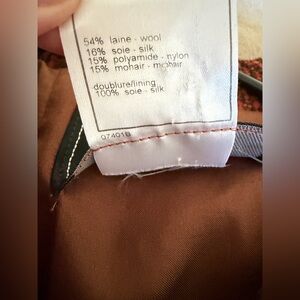 54% laine - wool
16% soie - silk
15% polyamide - nylon
15% mohair - mohair
doublure/lining
100% soie - silk
07401B